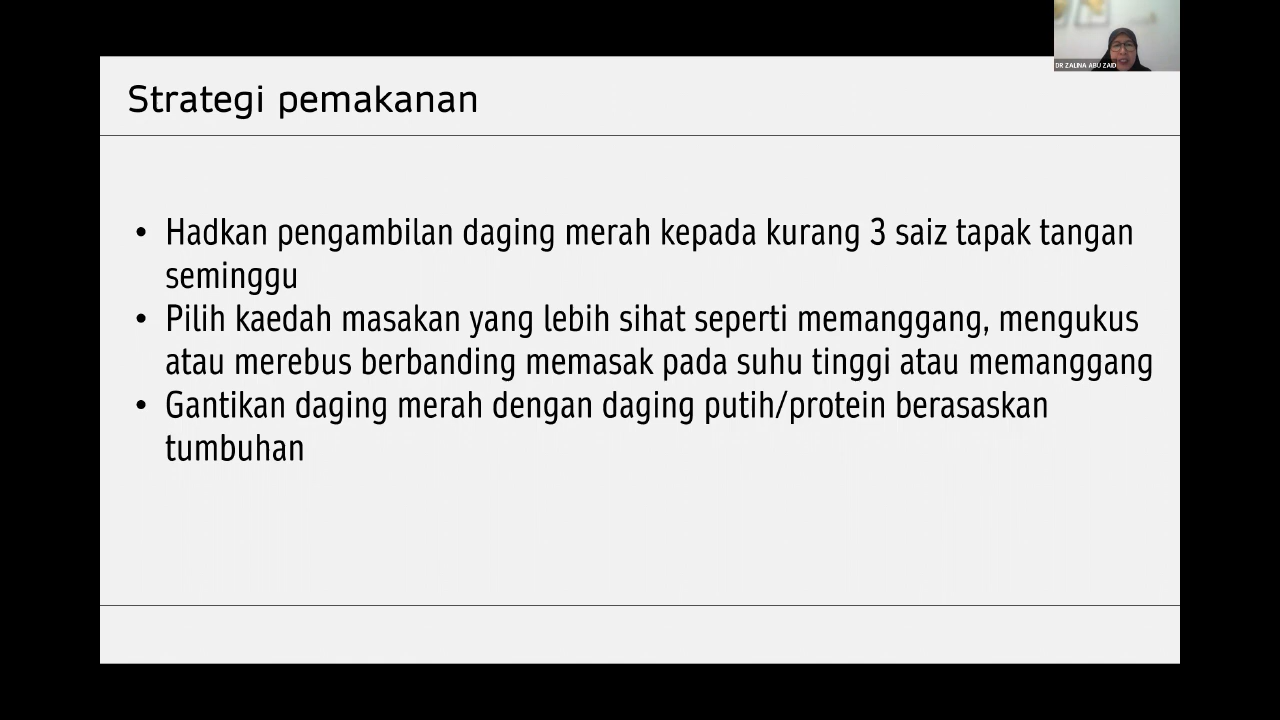 DR ZALINA ABU ZAID
Strategi pemakanan
• Hadkan pengambilan daging merah kepada kurang 3 saiz tapak tangan
seminggu
• Pilih kaedah masakan yang lebih sihat seperti memanggang, mengukus
atau merebus berbanding memasak pada suhu tinggi atau memanggang
• Gantikan daging merah dengan daging putih/protein berasaskan
tumbuhan